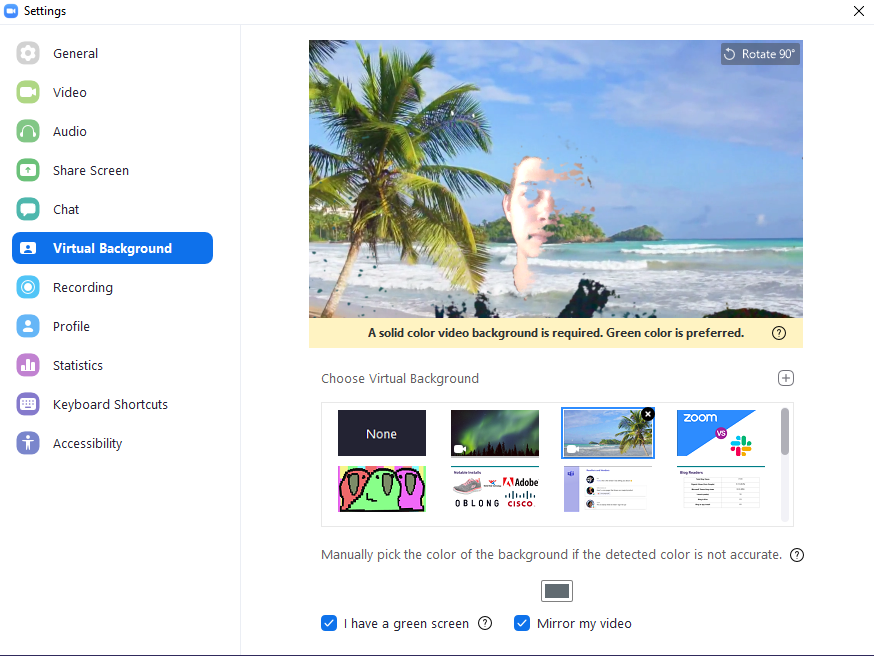 Settings
General
Video
Audio
Share Screen
Chat
Virtual Background
Recording
Profile
Statistics
Keyboard Shortcuts
Accessibility
Rotate 90°
A solid color video background is required. Green color is preferred.
Choose Virtual Background
None
zoom
VS
Notable Installs
Adobe
OBLONG
CISCO
Blog Readers
Manually pick the color of the background if the detected color is not accurate.
I have a green screen
Mirror my video